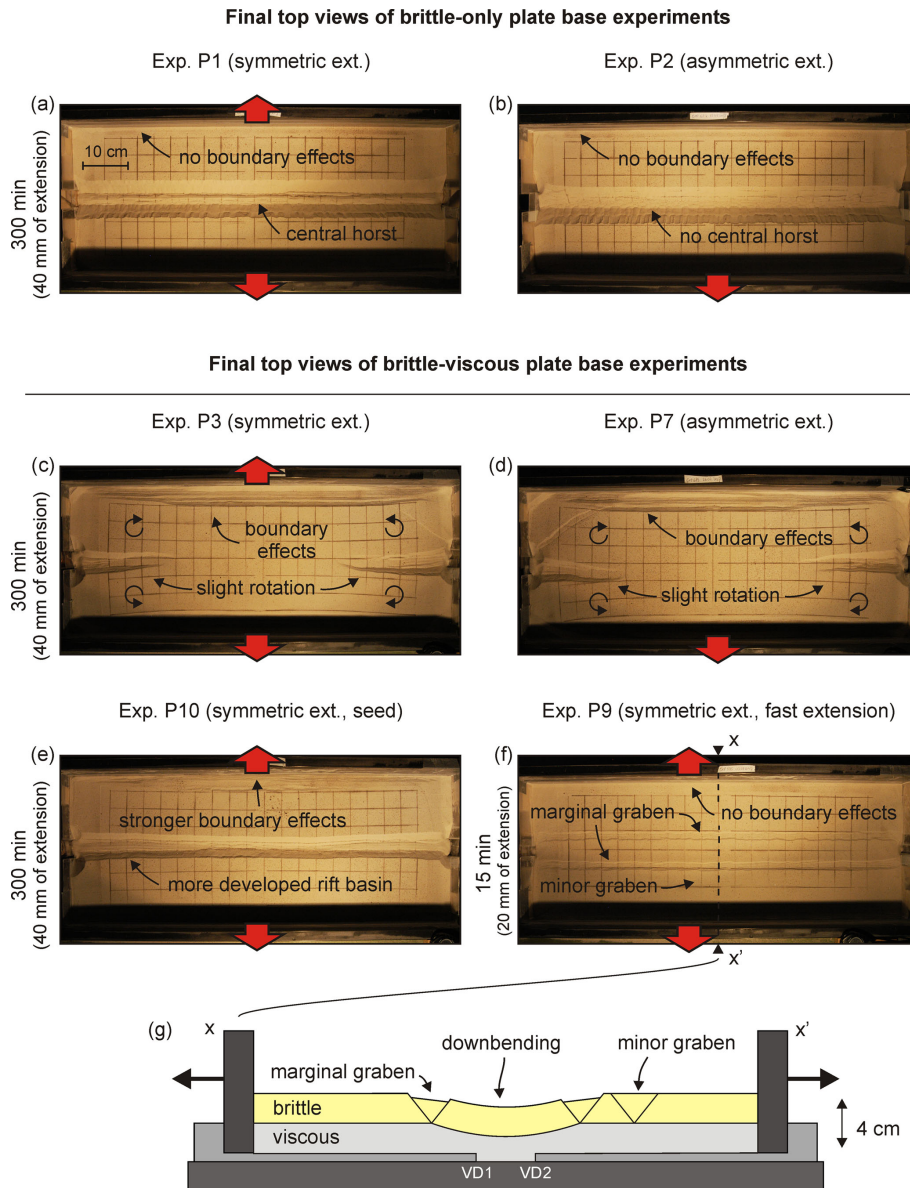 Final top views of brittle-only plate base experiments
Exp. P1 (symmetric ext.)
Exp. P2 (asymmetric ext.)
(a)
(b)
300 min
(40 mm of extension)
10 cm
no boundary effects
central horst
no boundary effects
no central horst
Final top views of brittle-viscous plate base experiments
Exp. P3 (symmetric ext.)
Exp. P7 (asymmetric ext.)
(c)
(d)
300 min
(40 mm of extension)
boundary
effects
slight rotation
boundary effects
slight rotation
Exp. P10 (symmetric ext., seed)
Exp. P9 (symmetric ext., fast extension)
(e)
(f)
x
300 min
(40 mm of extension)
stronger boundary effects
more developed rift basin
15 min
(20 mm of extension)
no boundary effects
marginal graben
minor graben
x'
(g)
x
x'
downbending
minor graben
marginal graben
brittle
viscous
4 cm
VD1
VD2